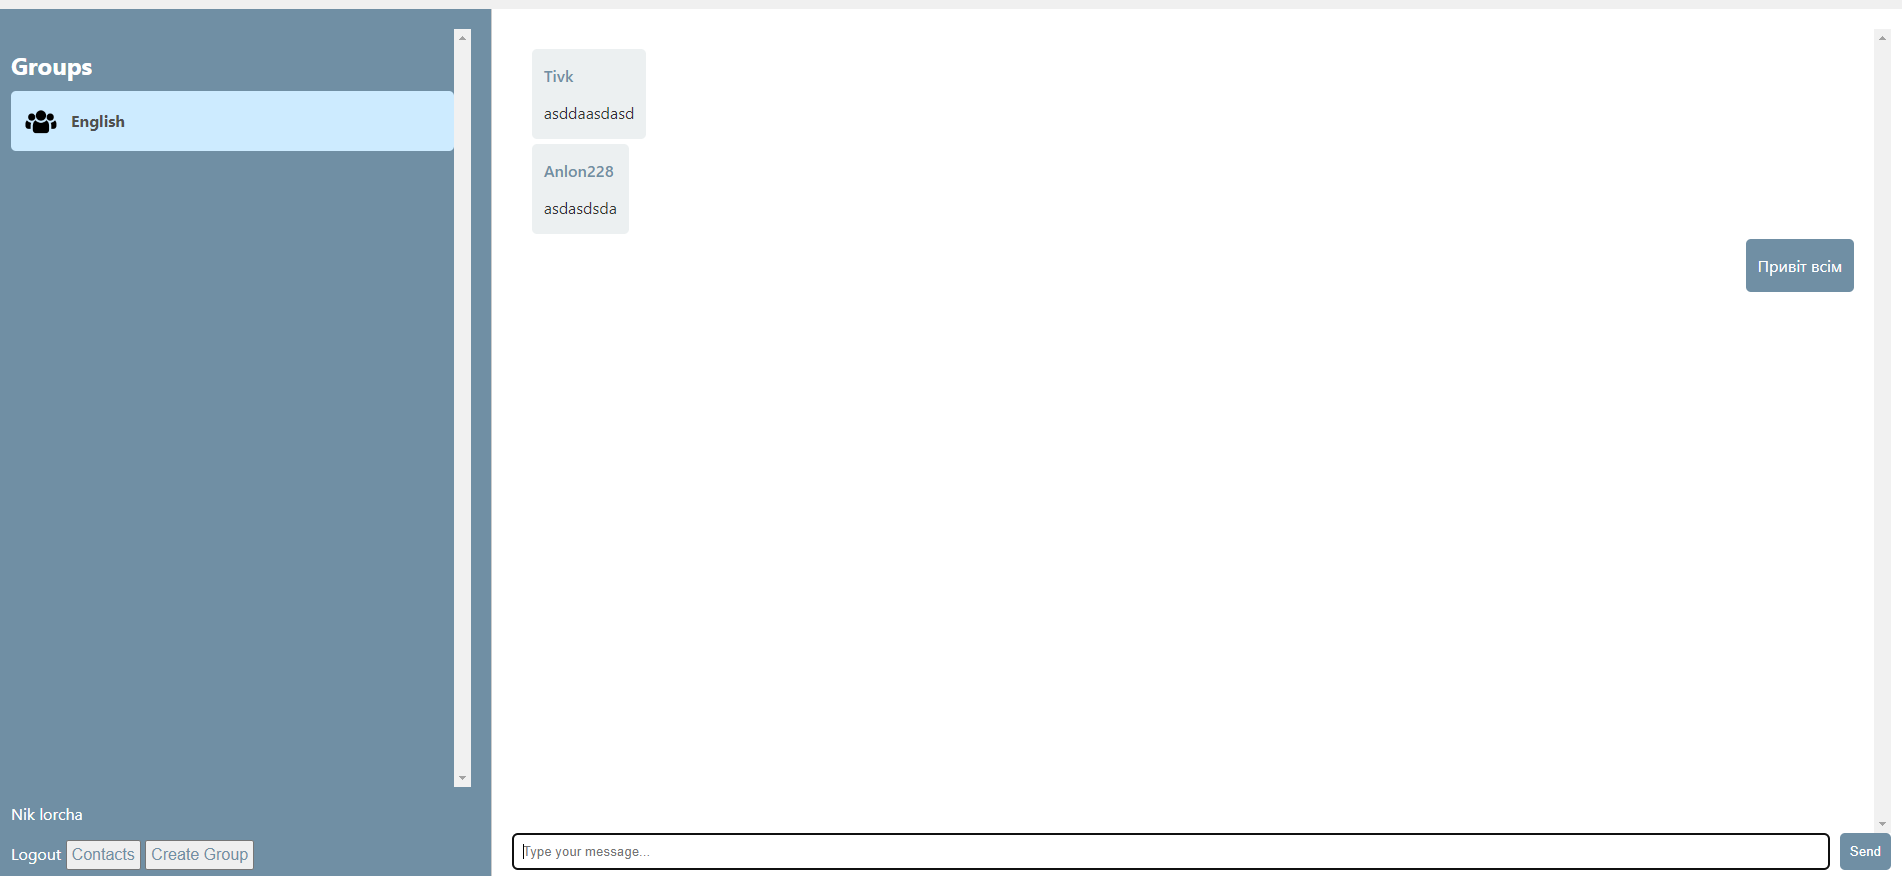 Groups
English
Nik lorcha
Logout Contacts Create Group
Tivk
asddaasdasd
Anlon228
asdasdsda
Привіт всім
Type your message...
Send